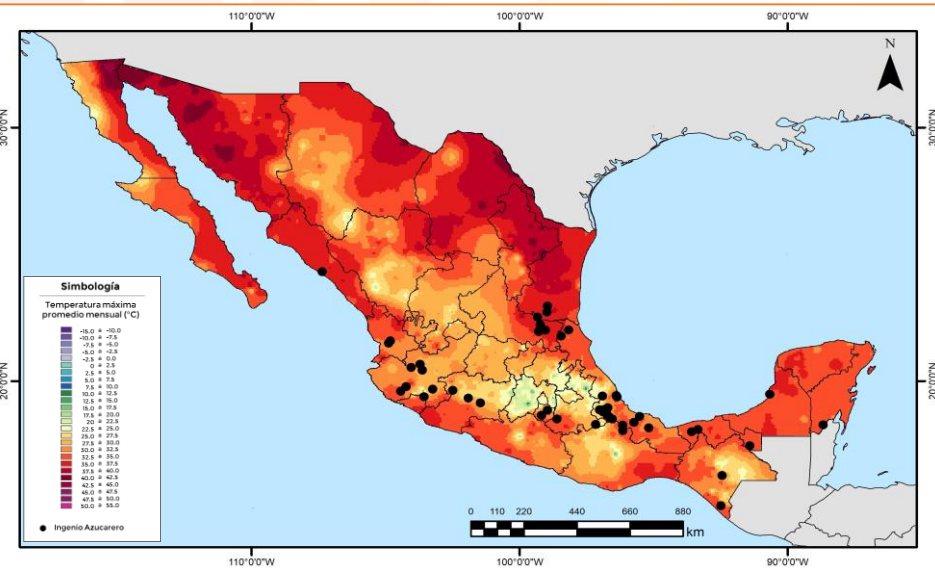 110°0'0"W 100°0'0"W 90°0'0"W
N
30°0'0"N 30°0'0"N
20°0'0"N 20°0'0"N
Simbología
Temperatura máxima
promedio mensual (°C)
-15.0 a -10.0
-10.0 a -7.5
-7.5 a -5.0
-5.0 a -2.5
-2.5 a 0.0
0 a 2.5
2.5 a 5.0
5.0 a 7.5
7.5 a 10.0
10.0 a 12.5
12.5 a 15.0
15.0 a 17.5
17.5 a 20.0
20 a 22.5
22.5 a 25.0
25.0 a 27.5
27.5 a 30.0
30.0 a 32.5
32.5 a 35.0
35.0 a 37.5
37.5 a 40.0
40.0 a 42.5
42.5 a 45.0
45.0 a 47.5
47.5 a 50.0
50.0 a 55.0
Ingenio Azucarero
0 110 220 440 660 880
km
110°0'0"W 100°0'0"W 90°0'0"W